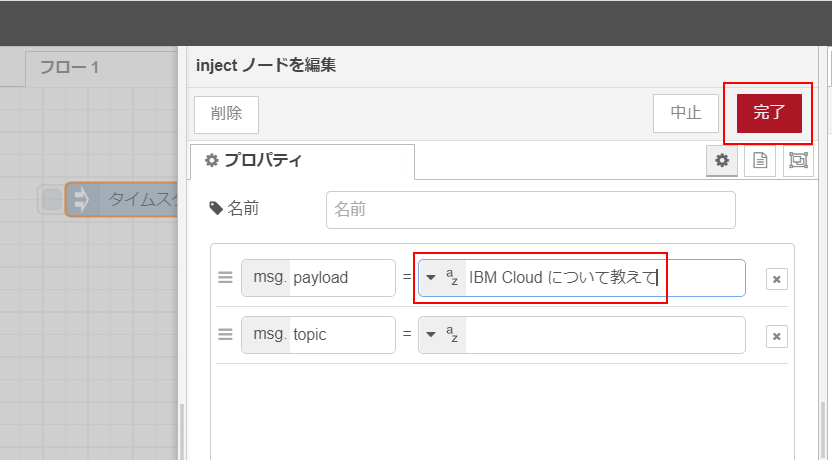 フロー 1
inject ノードを編集
削除
中止
完了
プロパティ
タイムスタ
名前
名前
msg. payload = az IBM Cloud について教えて
msg. topic = az